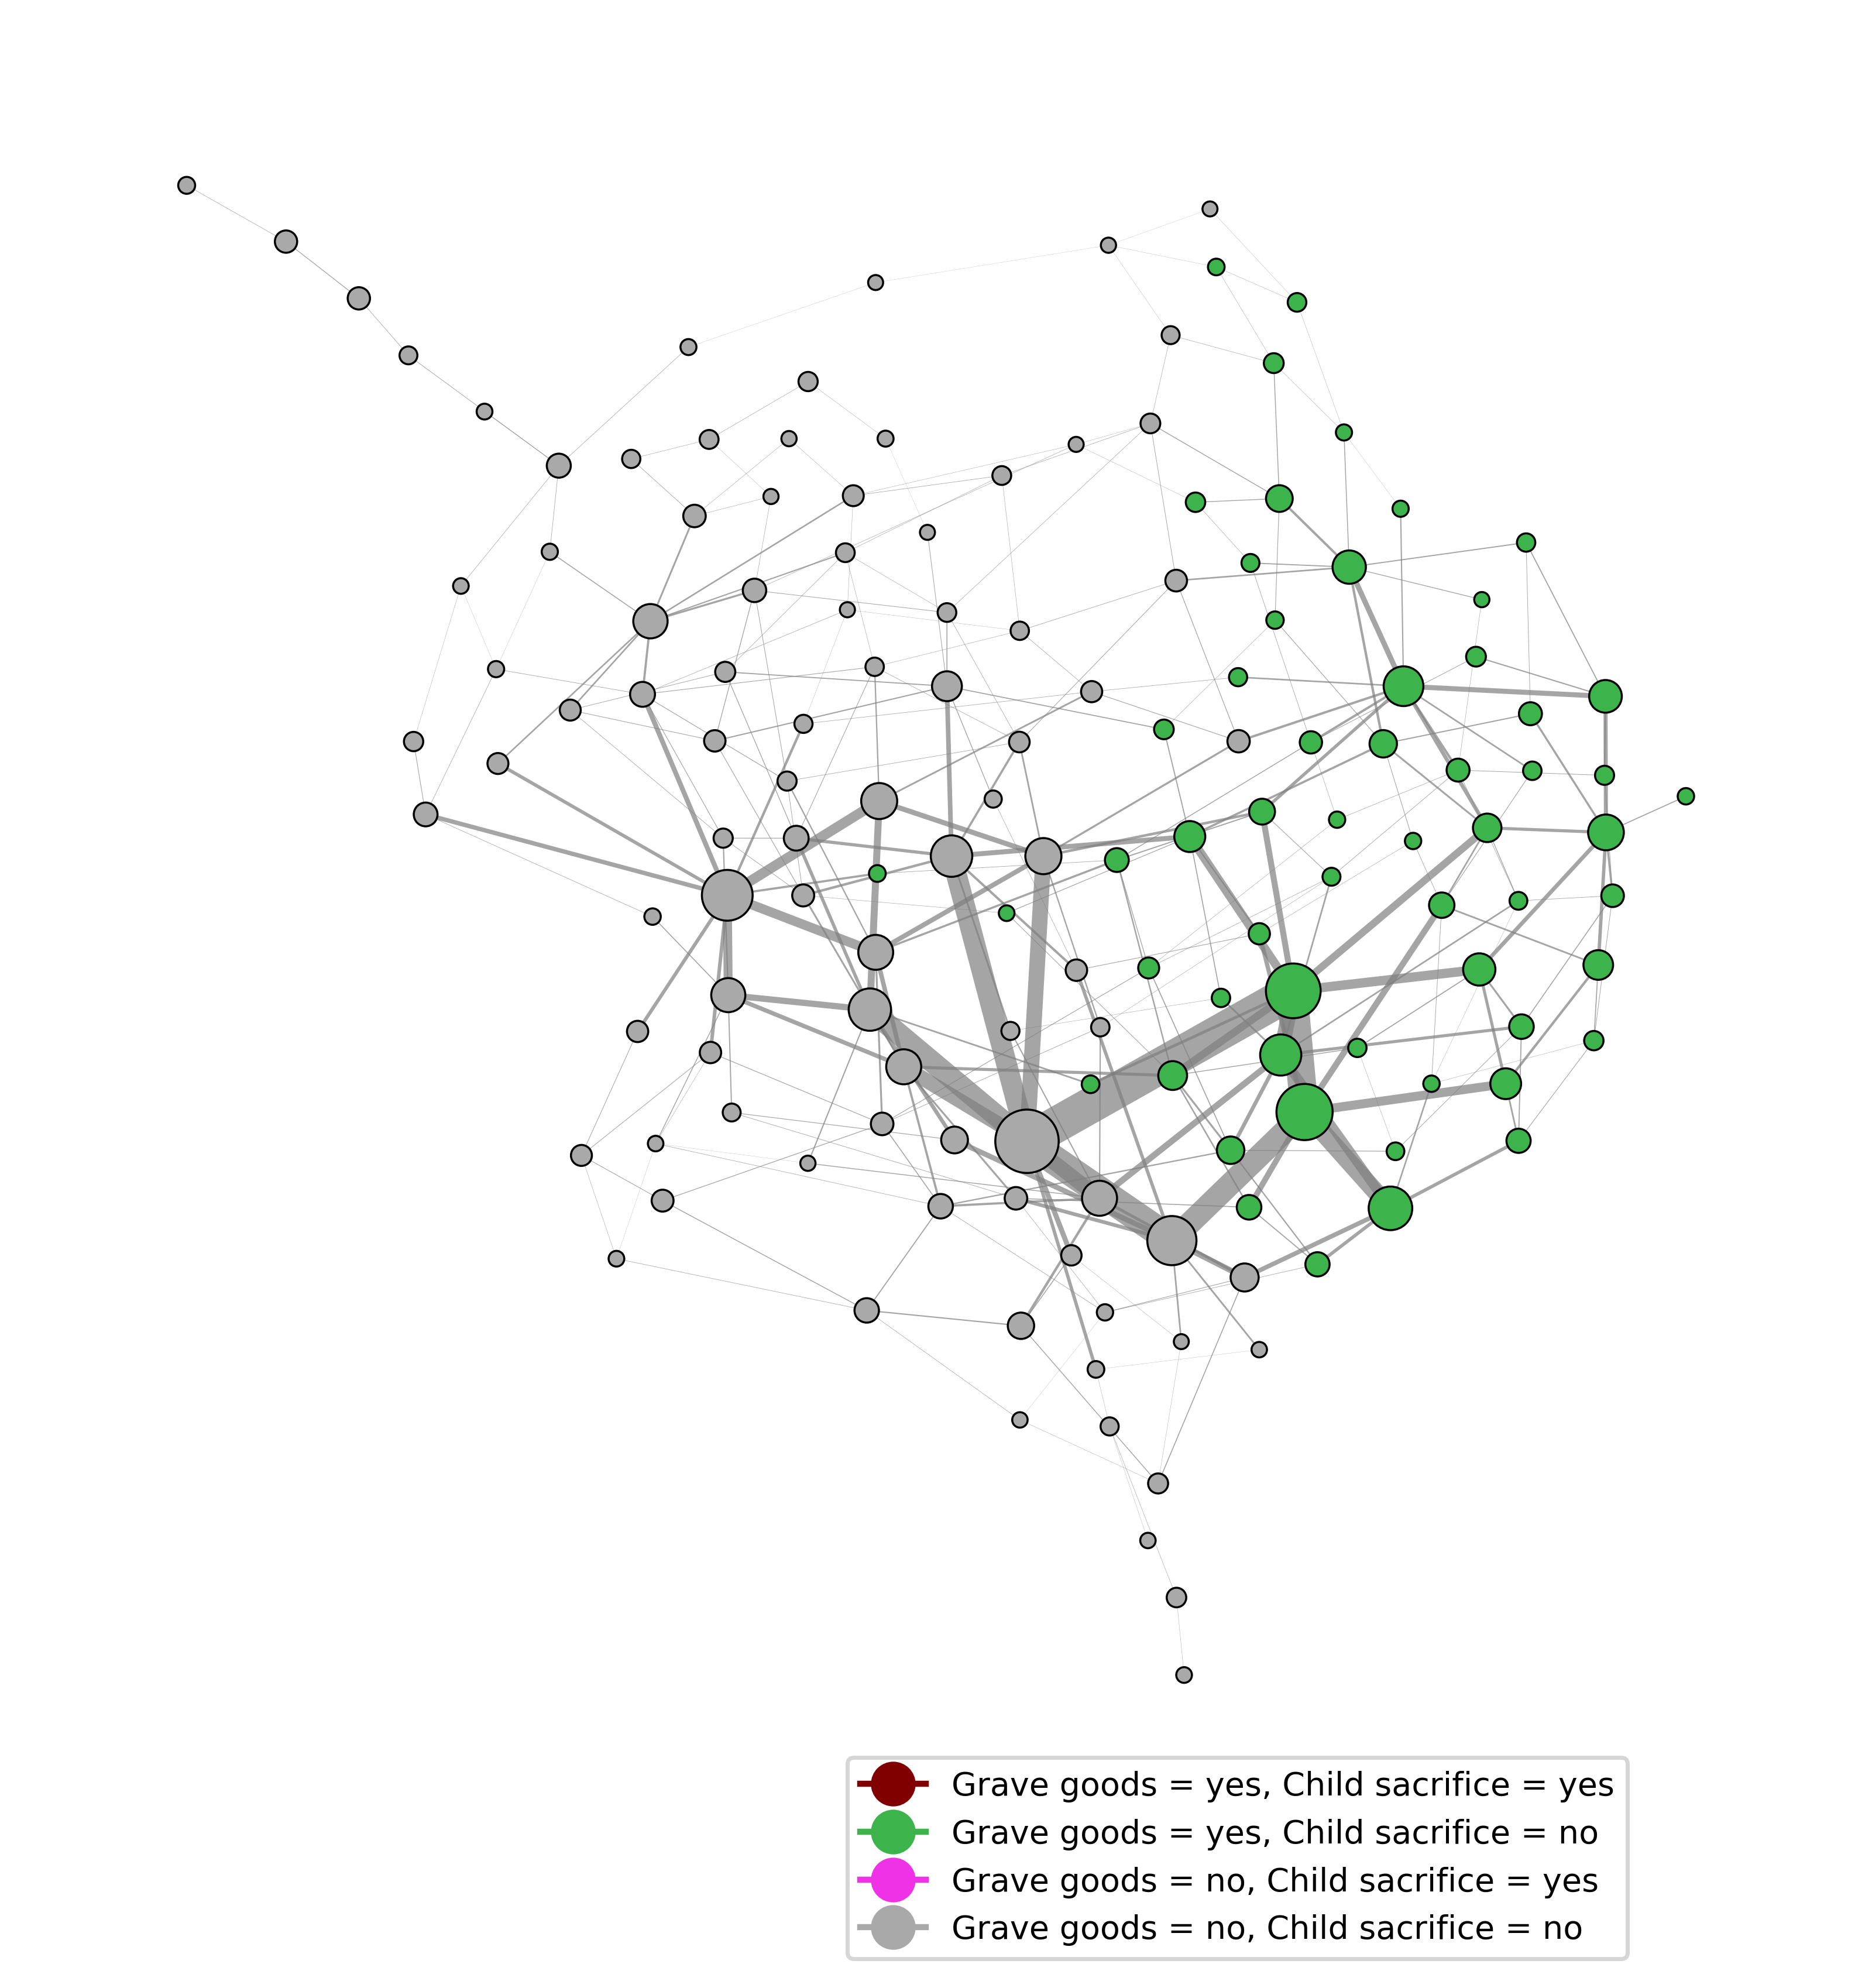 Grave goods = yes, Child sacrifice = yes
Grave goods = yes, Child sacrifice = no
Grave goods = no, Child sacrifice = yes
Grave goods = no, Child sacrifice = no